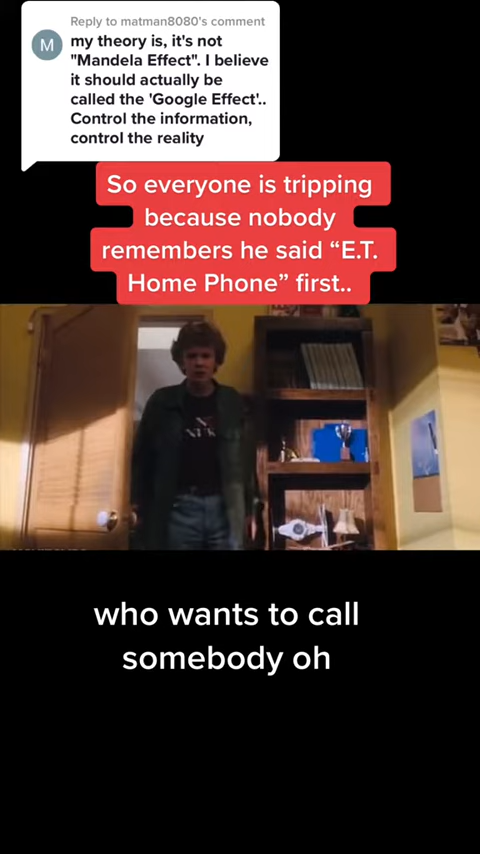 Reply to matman8080's comment
M
my theory is, it's not
"Mandela Effect". I believe
it should actually be
called the 'Google Effect'..
Control the information,
control the reality
So everyone is tripping
because nobody
remembers he said “E.T.
Home Phone” first..
who wants to call
somebody oh